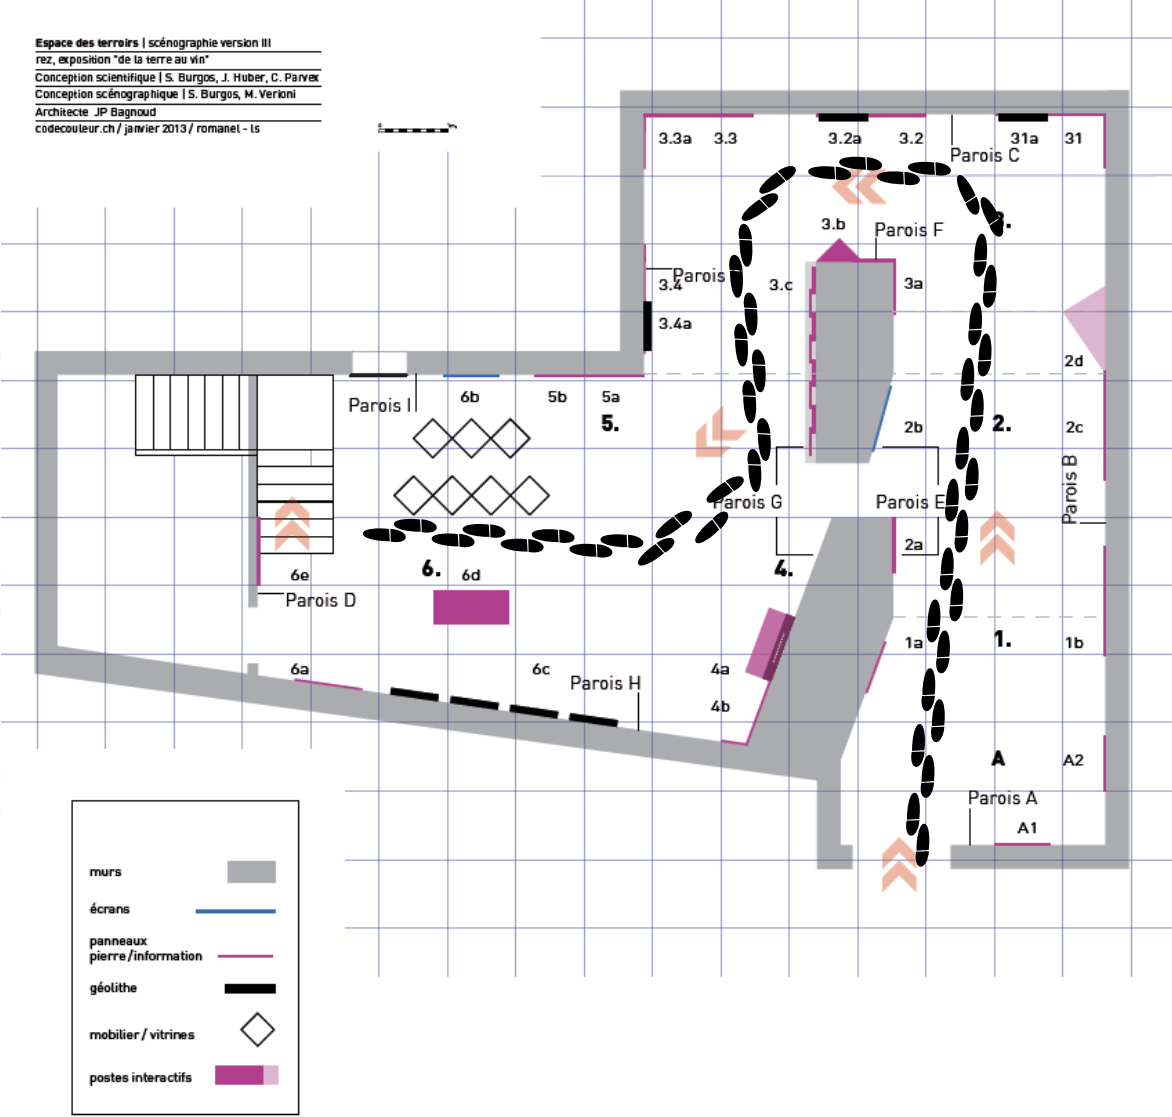 Espace des terroirs | scénographie version III
rez, exposition "de la terre au vin"
Conception scientifique | S. Burgos, J. Huber, C. Parvex
Conception scénographique | S. Burgos, M. Verioni
Architecte JP Bagnoud
codecouleur.ch / janvier 2013 / romanel - ls
3.3a 3.3 3.2a 3.2 31a 31
Parois C
3.
3.b Parois F
Parois
3.4 3.c 3a
3.4a
2d
Parois I 6b 5b 5a
5. 2b 2. 2c
Parois B
Parois G Parois E
2a
6. 6d 4.
6e
Parois D
1a 1. 1b
6a 6c 4a
Parois H
4b
A A2
Parois A
A1
murs
écrans
panneaux
pierre/information
géolithe
mobilier / vitrines
postes interactifs